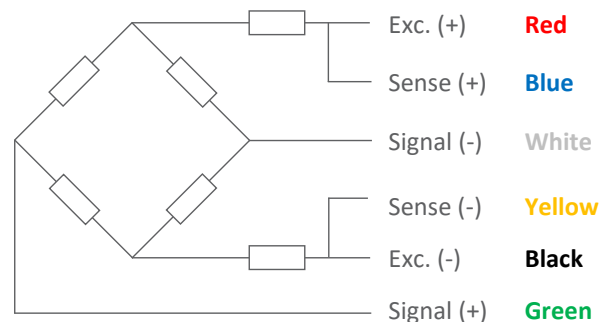 Exc. (+) Red
Sense (+) Blue
Signal (-) White
Sense (-) Yellow
Exc. (-) Black
Signal (+) Green